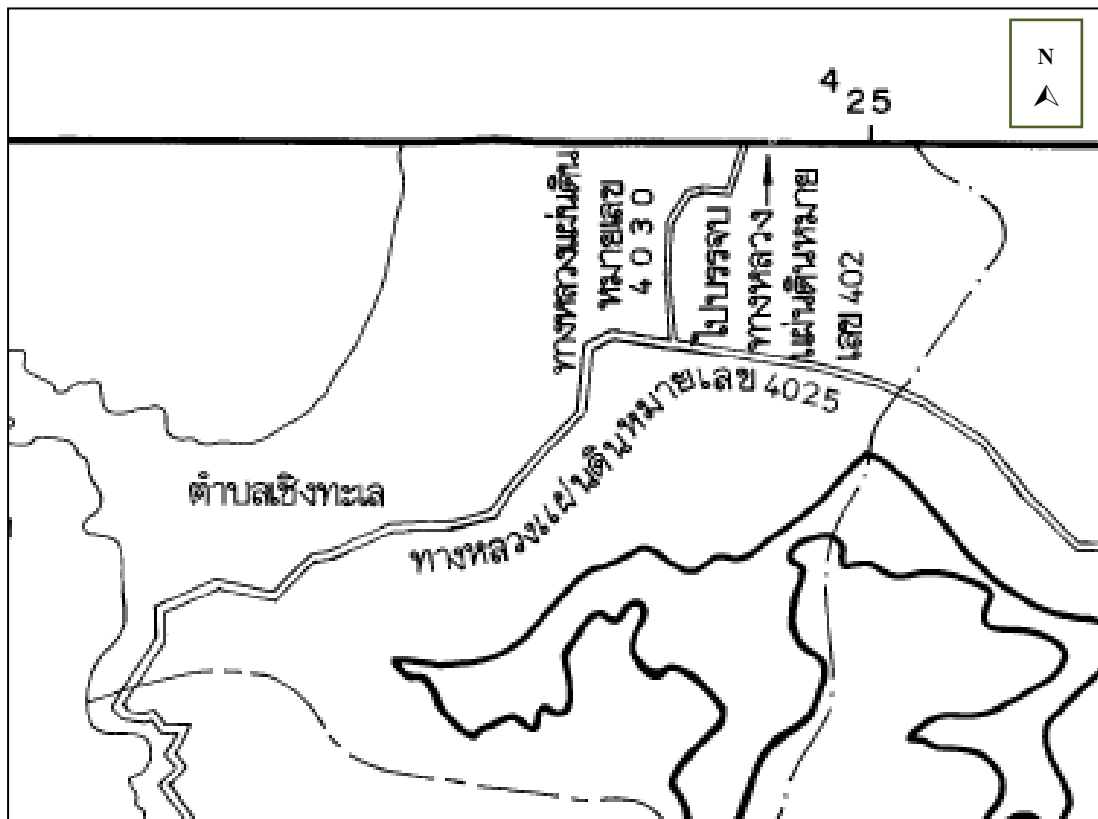 N
4
25
ทางหลวงแผ่นดิน
หมายเลข
4030
ไปบรรจบ
ทางหลวง
แผ่นดินหมาย
เลข 402
ทางหลวงแผ่นดินหมายเลข 4025
ตำบลเชิงทะเล